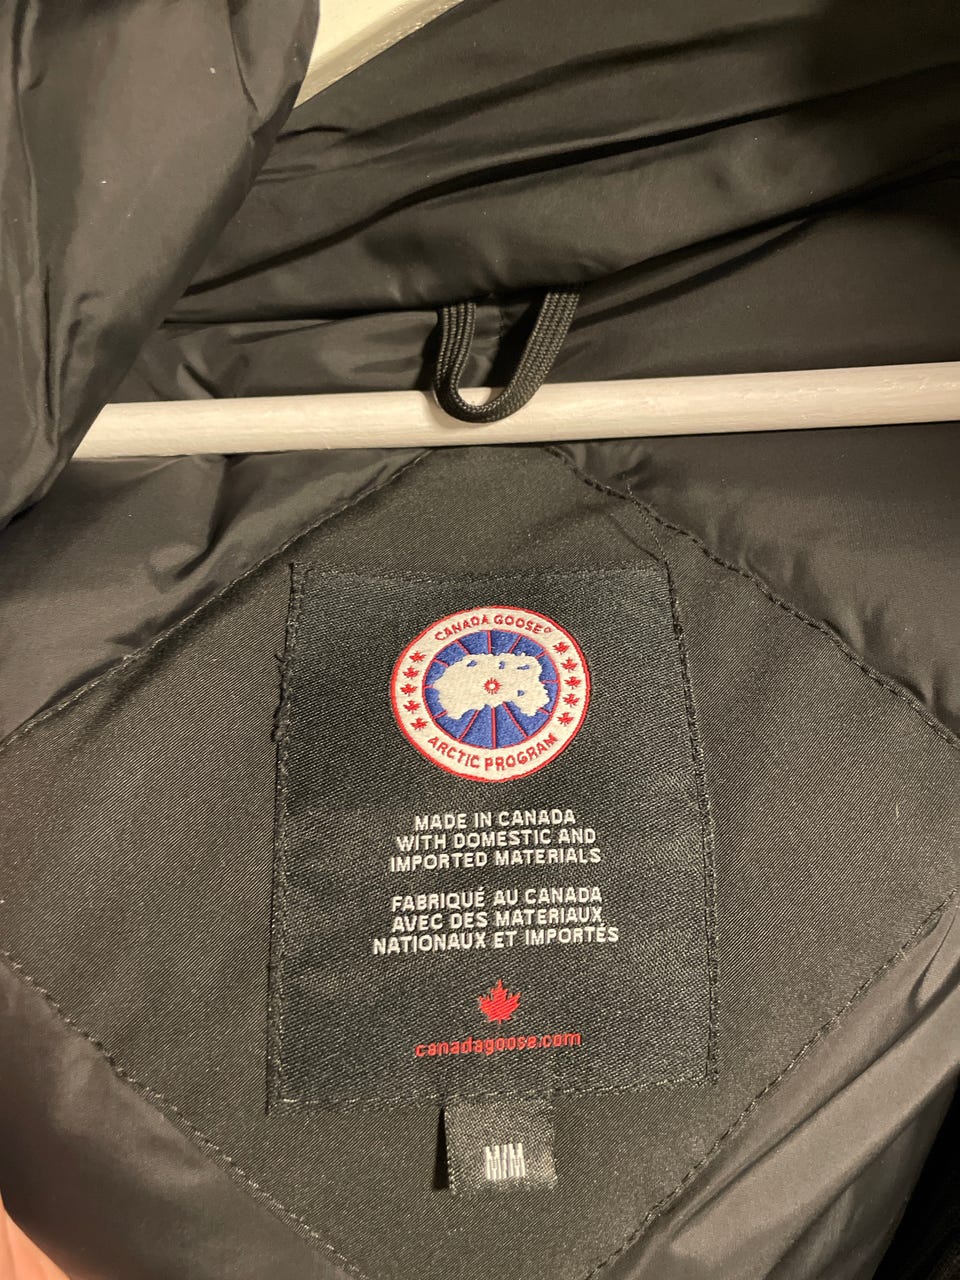 CANADA GOOSE®
ARCTIC PROGRAM
MADE IN CANADA
WITH DOMESTIC AND
IMPORTED MATERIALS
FABRIQUÉ AU CANADA
AVEC DES MATERIAUX
NATIONAUX ET IMPORTÉS
canadagoose.com
M/M